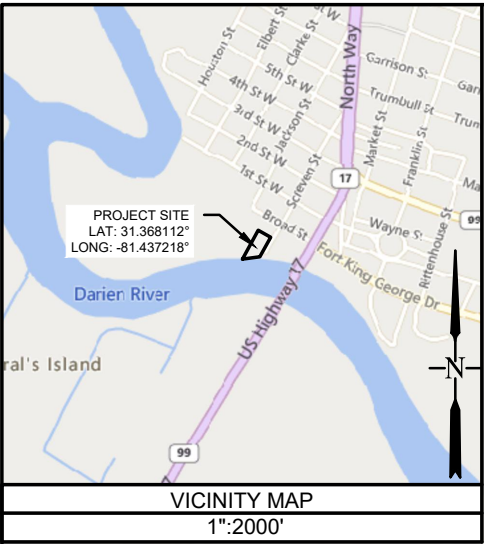 Elbert St
Clarke St
Houston St
5th St W
4th St W
3rd St W
2nd St W
1st St W
Jackson St
Screven St
North Way
Garrison St
Trumbull St
Market St
Franklin St
17
99
Wayne St
Rittenhouse St
Broad St
Fort King George Dr
PROJECT SITE
LAT: 31.368112°
LONG: -81.437218°
Darien River
US Highway 17
ral's Island
N
99
VICINITY MAP
1":2000'